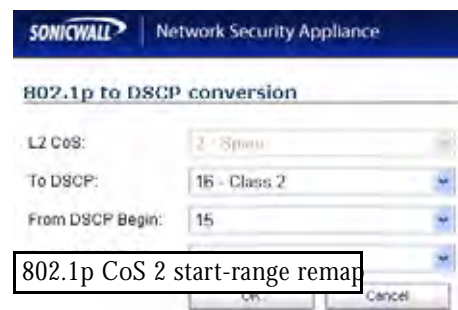 SONICWALL | Network Security Appliance
802.1p to DSCP conversion
L2 CoS: 2 - Spare
To DSCP: 16 - Class 2
From DSCP Begin: 15
802.1p CoS 2 start-range remap
OK Cancel